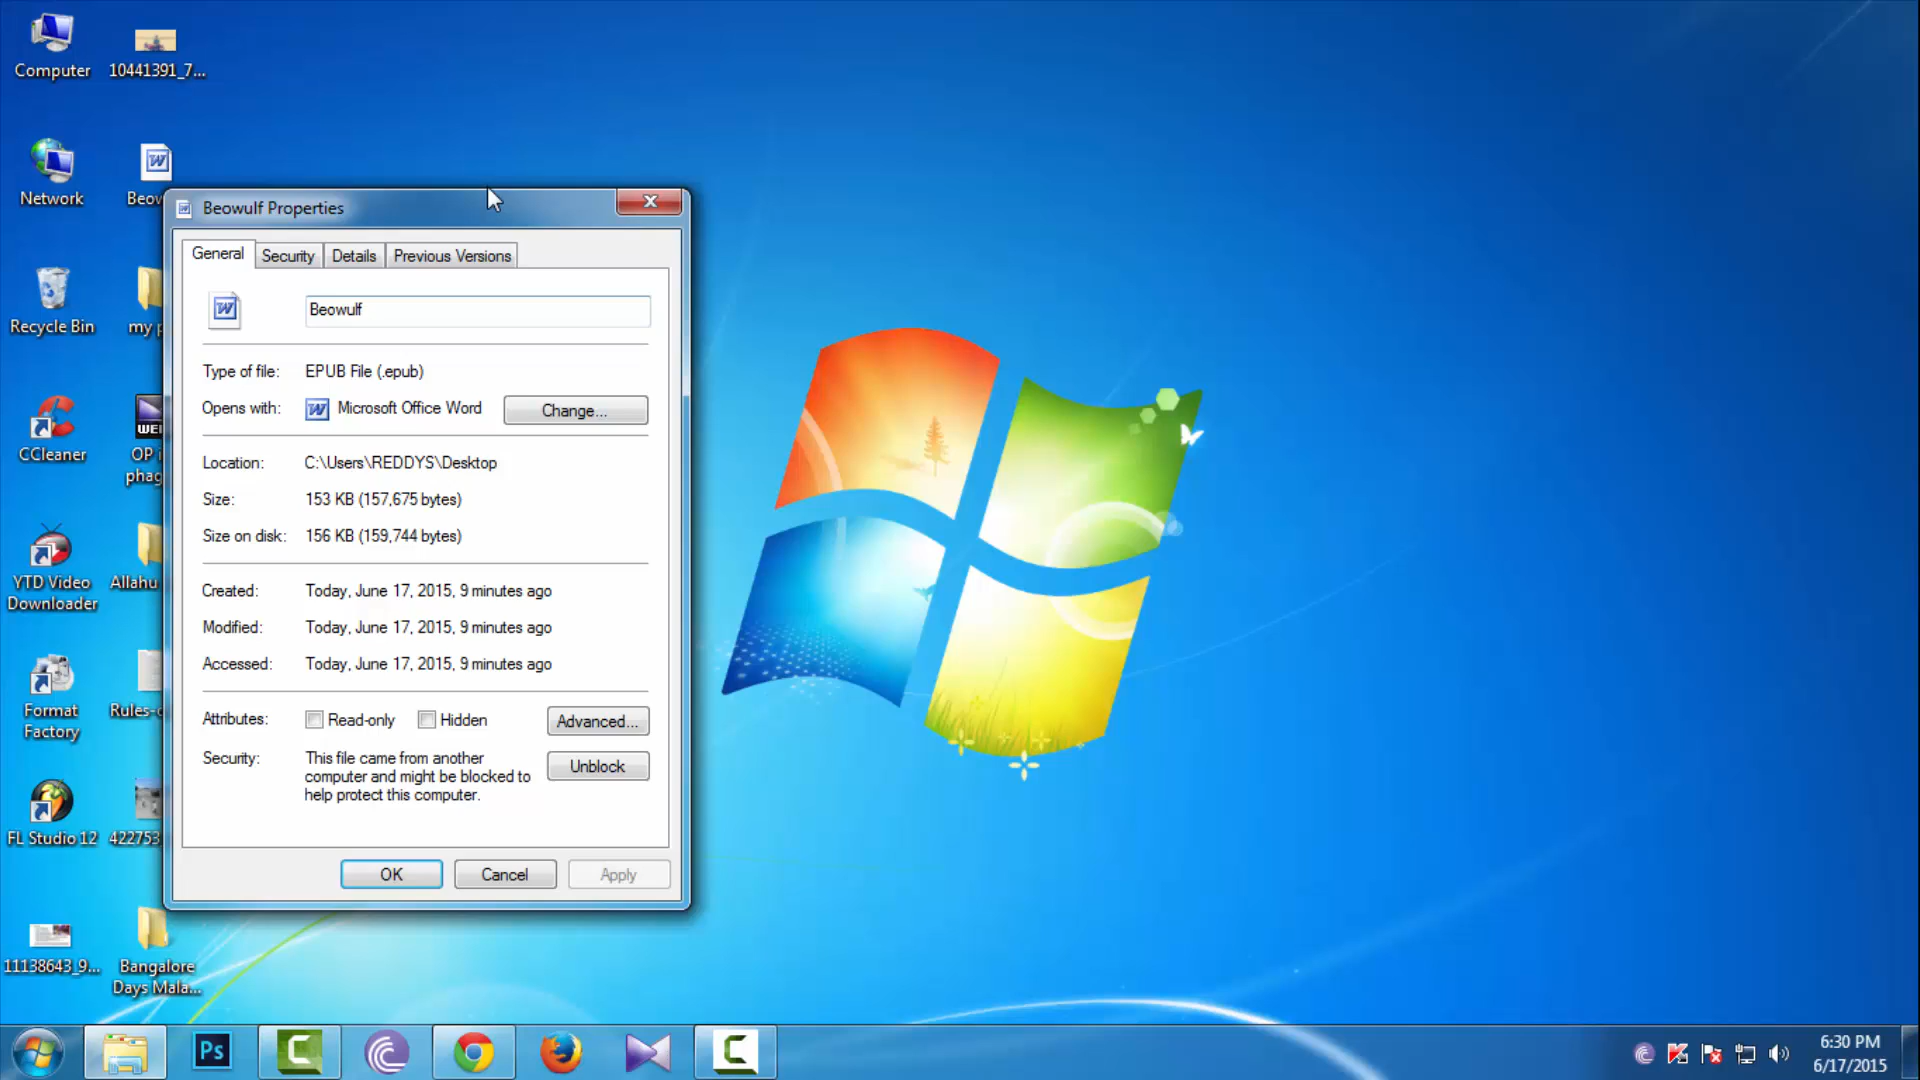 Computer
10441391_7...
Network
Beow
Recycle Bin
my p
CCleaner
WEI
OP i
phag
YTD Video
Downloader
Allahu
Format
Factory
Rules-c
FL Studio 12
422753
11138643_9...
Bangalore
Days Mala...
Beowulf Properties
General
Security
Details
Previous Versions
Beowulf
Type of file:
EPUB File (.epub)
Opens with:
Microsoft Office Word
Change...
Location:
C:\Users\REDDYS\Desktop
Size:
153 KB (157,675 bytes)
Size on disk:
156 KB (159,744 bytes)
Created:
Today, June 17, 2015, 9 minutes ago
Modified:
Today, June 17, 2015, 9 minutes ago
Accessed:
Today, June 17, 2015, 9 minutes ago
Attributes:
Read-only
Hidden
Advanced...
Security:
This file came from another
computer and might be blocked to
help protect this computer.
Unblock
OK
Cancel
Apply
Ps
6:30 PM
6/17/2015